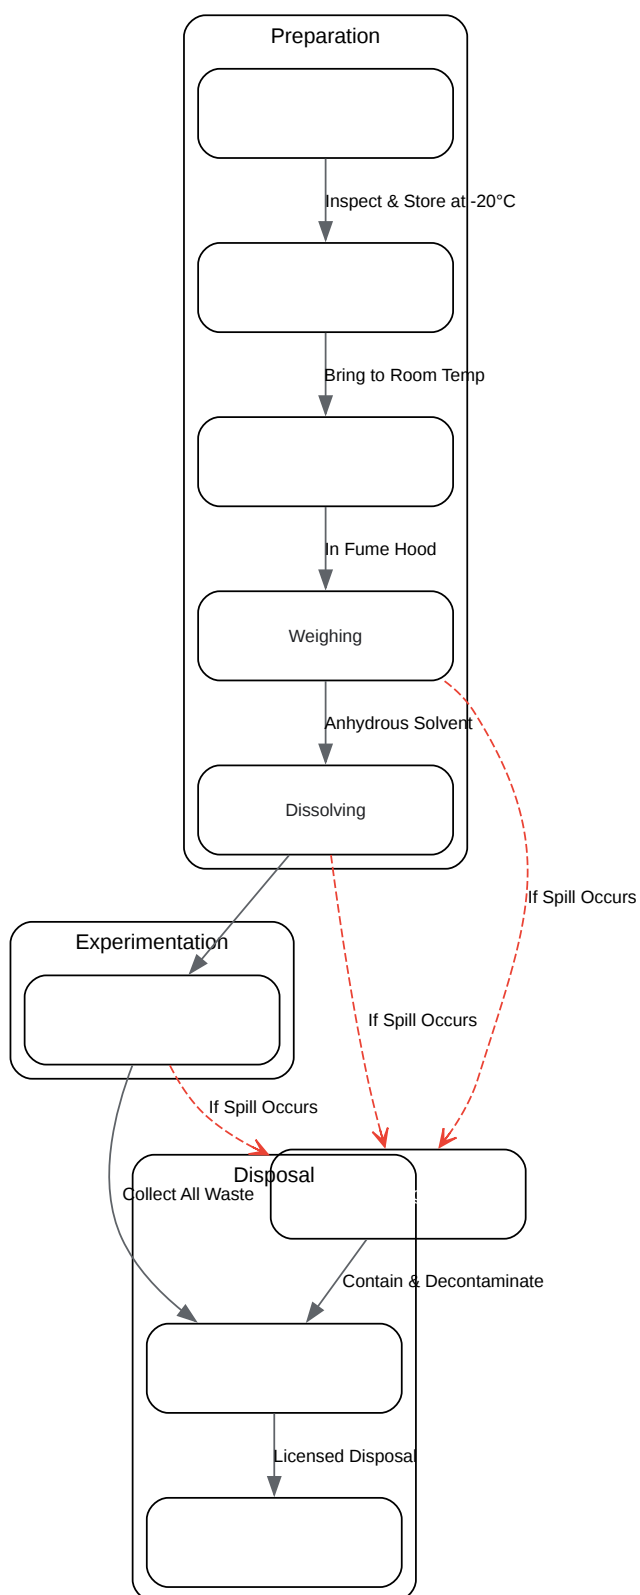 Preparation
Inspect & Store at -20°C
Bring to Room Temp
In Fume Hood
Weighing
Anhydrous Solvent
Dissolving
If Spill Occurs
Experimentation
If Spill Occurs
If Spill Occurs
Disposal
Collect All Waste
Contain & Decontaminate
Licensed Disposal